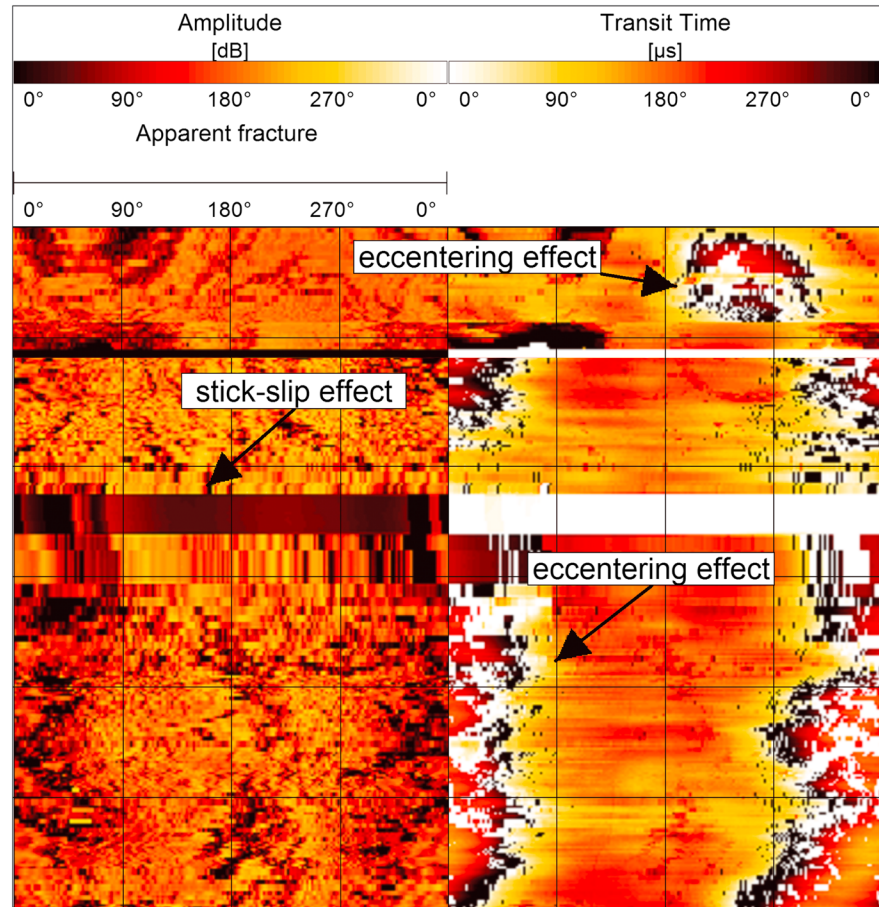 Amplitude
[dB]
Transit Time
[µs]
0° 90° 180° 270° 0°
0° 90° 180° 270° 0°
Apparent fracture
0° 90° 180° 270° 0°
eccentering effect
stick-slip effect
eccentering effect